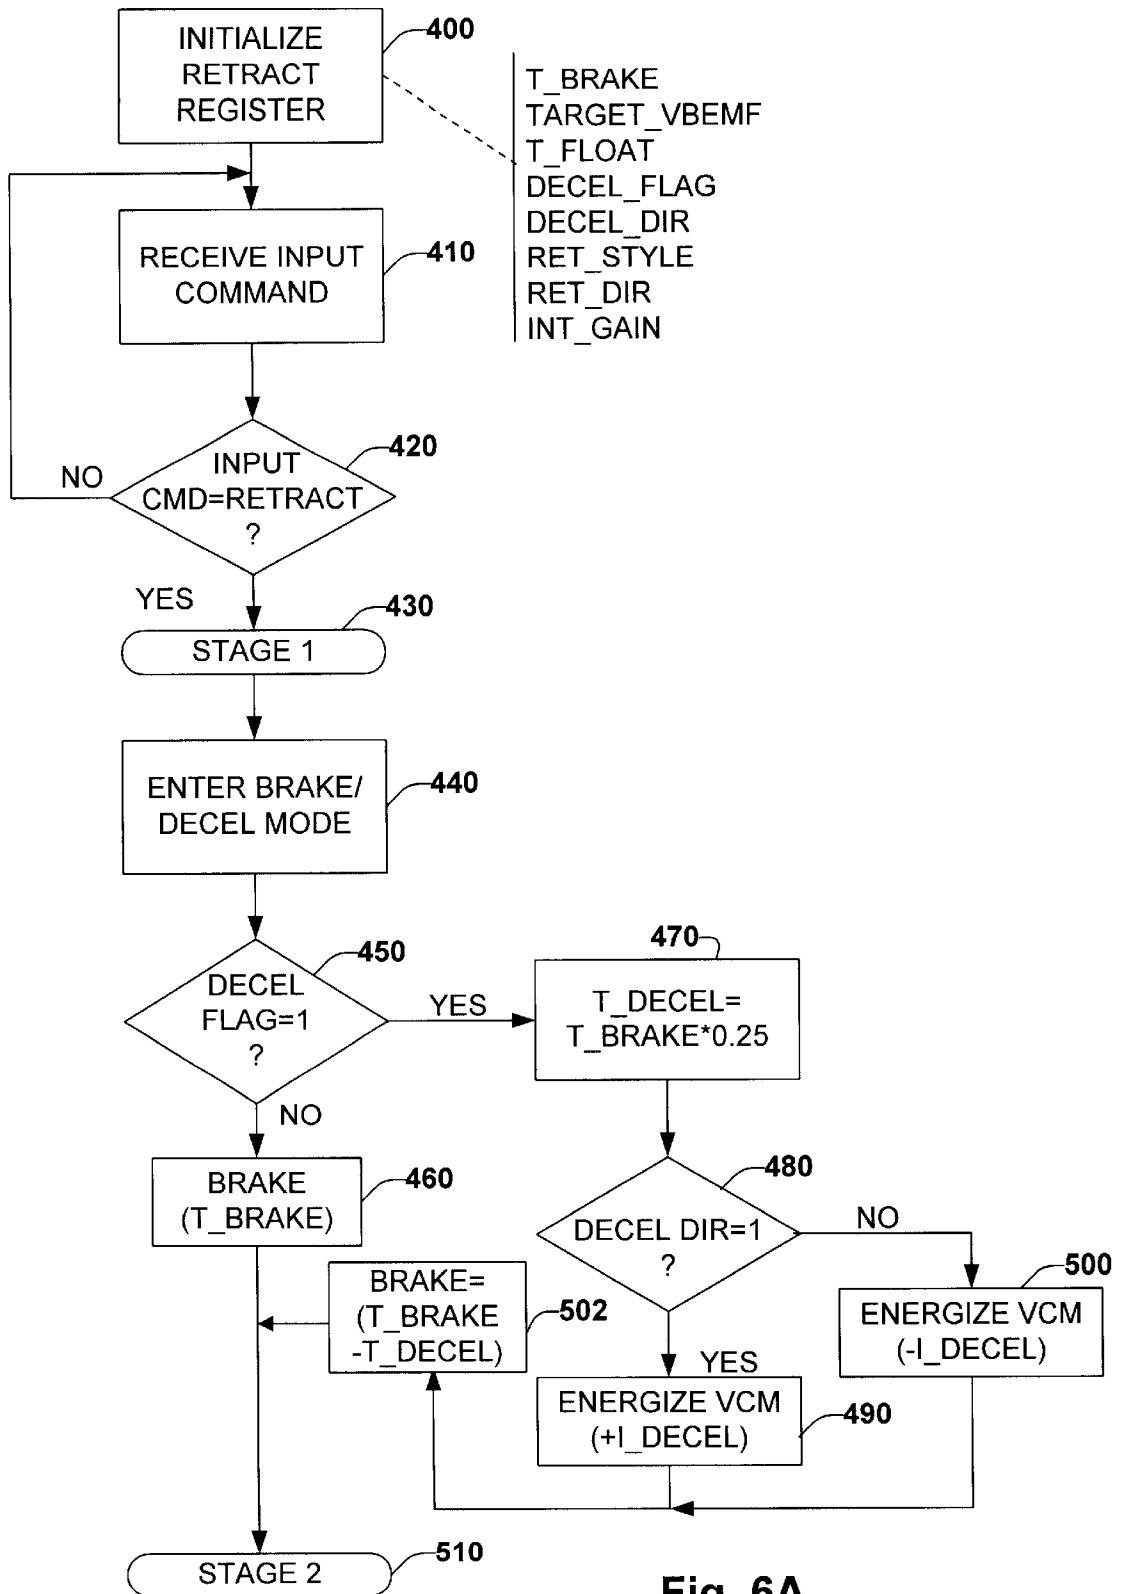 INITIALIZE
RETRACT
REGISTER
400
T_BRAKE
TARGET_VBEMF
T_FLOAT
DECEL_FLAG
DECEL_DIR
RET_STYLE
RET_DIR
INT_GAIN
RECEIVE INPUT
COMMAND
410
INPUT
CMD=RETRACT
?
420
NO
YES
430
STAGE 1
ENTER BRAKE/
DECEL MODE
440
DECEL
FLAG=1
?
450
YES
NO
470
T_DECEL=
T_BRAKE*0.25
BRAKE
(T_BRAKE)
460
DECEL DIR=1
?
480
NO
YES
500
ENERGIZE VCM
(-I_DECEL)
BRAKE=
(T_BRAKE
-T_DECEL)
502
ENERGIZE VCM
(+I_DECEL)
490
STAGE 2
510
Fig. 6A